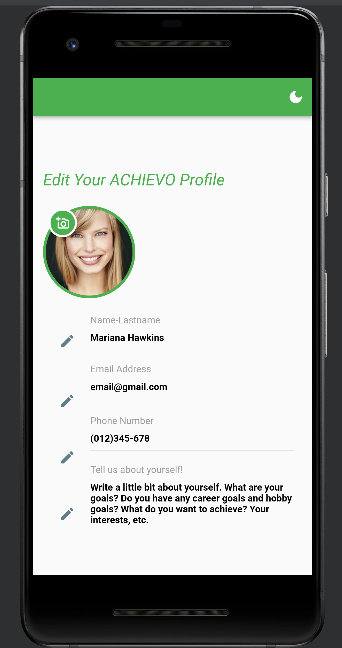 Edit Your ACHIEVO Profile
Name-Lastname
Mariana Hawkins
Email Address
email@gmail.com
Phone Number
(012)345-678
Tell us about yourself!
Write a little bit about yourself. What are your
goals? Do you have any career goals and hobby
goals? What do you want to achieve? Your
interests, etc.